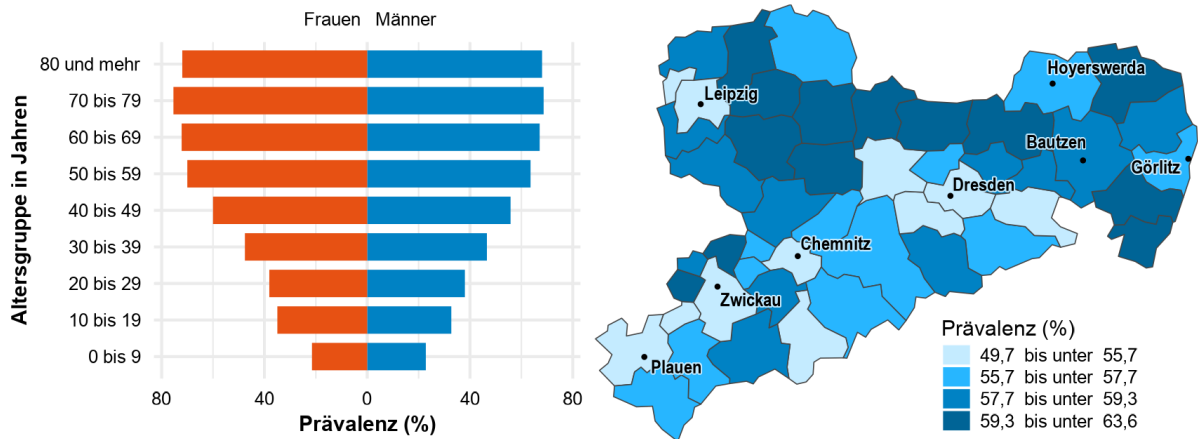 Frauen Männer
Altersgruppe in Jahren
80 und mehr
70 bis 79
60 bis 69
50 bis 59
40 bis 49
30 bis 39
20 bis 29
10 bis 19
0 bis 9
80 40 0 40 80
Prävalenz (%)
Hoyerswerda
Leipzig
Bautzen
Görlitz
Dresden
Chemnitz
Zwickau
Plauen
Prävalenz (%)
49,7 bis unter 55,7
55,7 bis unter 57,7
57,7 bis unter 59,3
59,3 bis unter 63,6